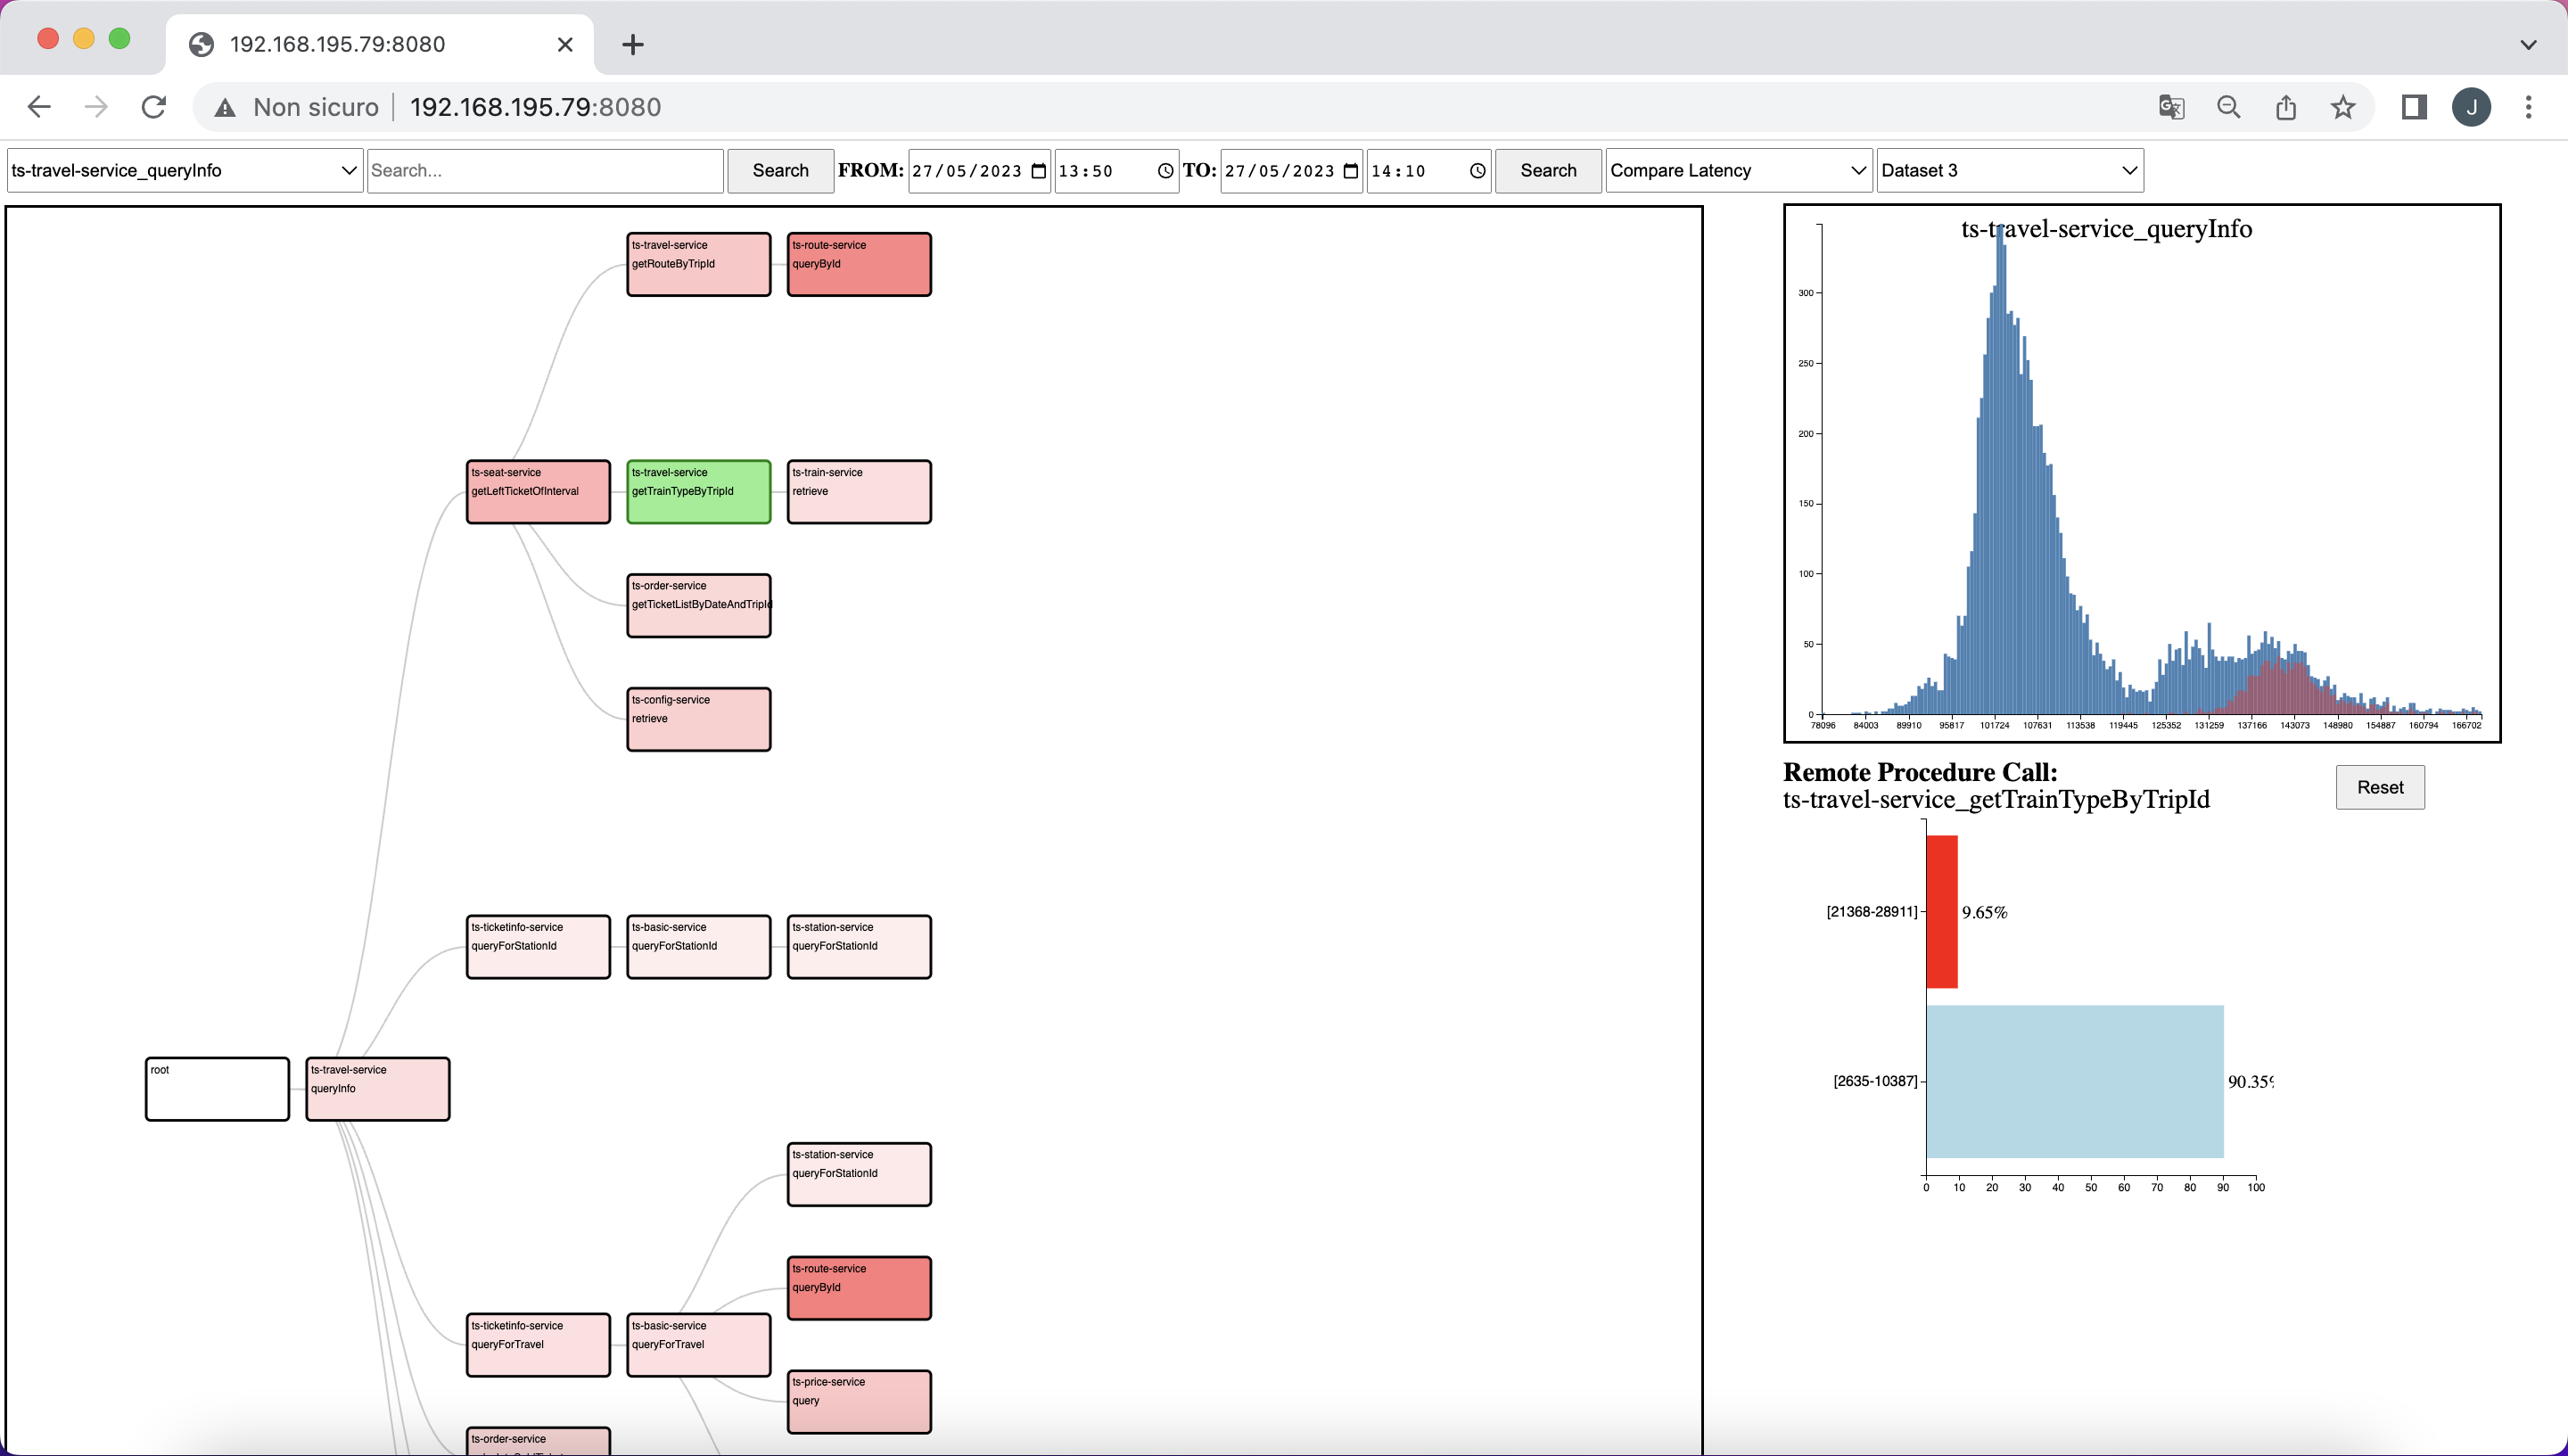 192.168.195.79:8080
Non sicuro 192.168.195.79:8080
J
ts-travel-service_queryInfo Search... Search FROM: 27/05/2023 13:50 TO: 27/05/2023 14:10 Search Compare Latency Dataset 3
ts-travel-service
getRouteByTripId
ts-route-service
queryById
ts-seat-service
getLeftTicketOfInterval
ts-travel-service
getTrainTypeByTripId
ts-train-service
retrieve
ts-order-service
getTicketListByDateAndTripId
ts-config-service
retrieve
ts-ticketinfo-service
queryForStationId
ts-basic-service
queryForStationId
ts-station-service
queryForStationId
root
ts-travel-service
queryInfo
ts-station-service
queryForStationId
ts-route-service
queryById
ts-ticketinfo-service
queryForTravel
ts-basic-service
queryForTravel
ts-price-service
query
ts-order-service
ts-travel-service_queryInfo
300
250
200
150
100
50
0
78096 84003 89910 95817 101724 107631 113538 119445 125352 131259 137166 143073 148980 154887 160794 166702
Remote Procedure Call:
ts-travel-service_getTrainTypeByTripId
Reset
[21368-28911] 9.65%
[2635-10387] 90.35%
0 10 20 30 40 50 60 70 80 90 100